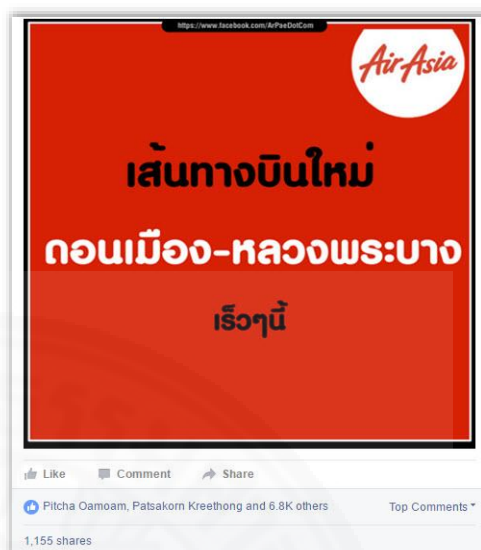 https://www.facebook.com/ArPaeDotCom
AirAsia
เส้นทางบินใหม่
ดอนเมือง-หลวงพระบาง
เร็วๆนี้
Like Comment Share
Pitcha Oamoam, Patsakorn Kreethong and 6.8K others Top Comments
1,155 shares